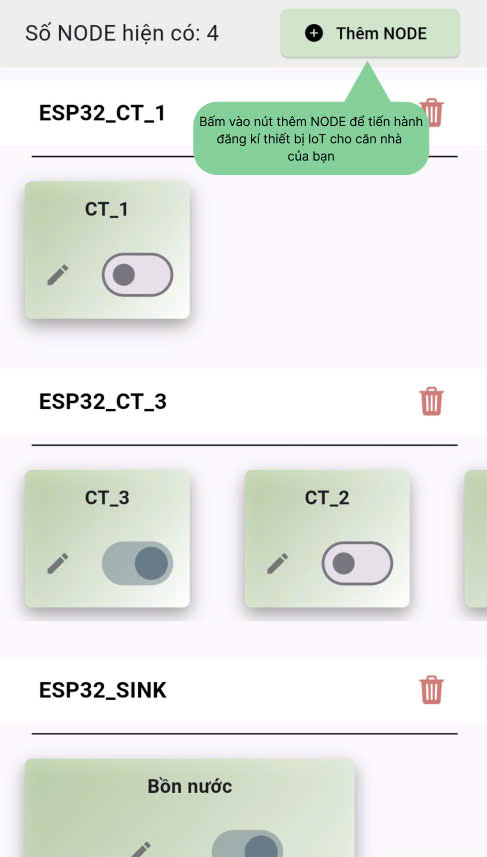 Số NODE hiện có: 4
Thêm NODE
ESP32_CT_1
Bấm vào nút thêm NODE để tiến hành
đăng kí thiết bị IoT cho căn nhà
của bạn
CT_1
ESP32_CT_3
CT_3
CT_2
ESP32_SINK
Bồn nước